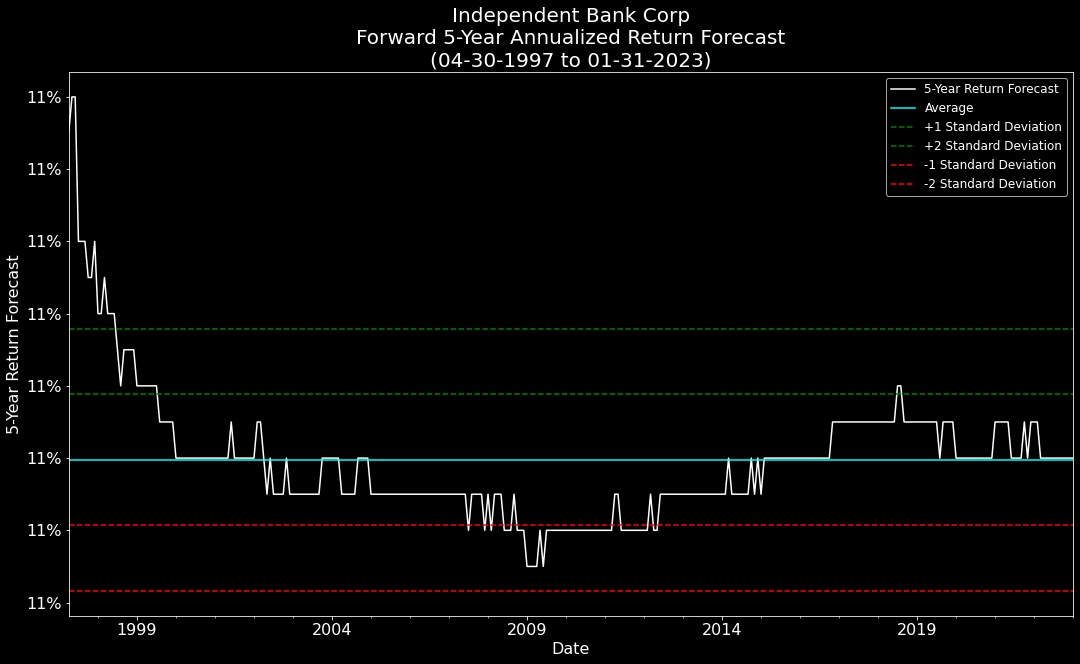 Independent Bank Corp
Forward 5-Year Annualized Return Forecast
(04-30-1997 to 01-31-2023)
5-Year Return Forecast
Average
+1 Standard Deviation
+2 Standard Deviation
-1 Standard Deviation
-2 Standard Deviation
5-Year Return Forecast
11%
11%
11%
11%
11%
11%
11%
11%
1999 2004 2009 2014 2019
Date